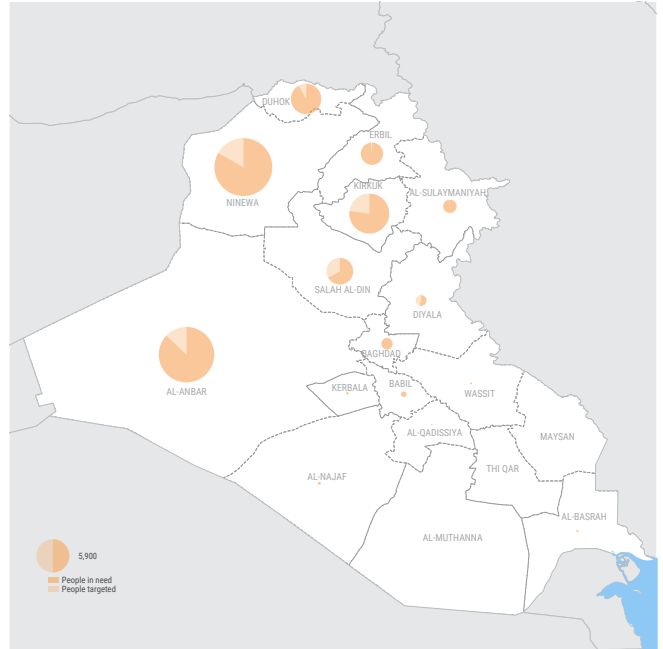 DUHOK
ERBIL
KIRKUK
AL-SULAYMANIYAH
NINEWA
SALAH AL-DIN
DIYALA
BAGHDAD
AL-ANBAR
KERBALA
BABIL
WASSIT
AL-QADISSIYA
MAYSAN
THI QAR
AL-NAJAF
AL-BASRAH
AL-MUTHANNA
5,900
People in need
People targeted